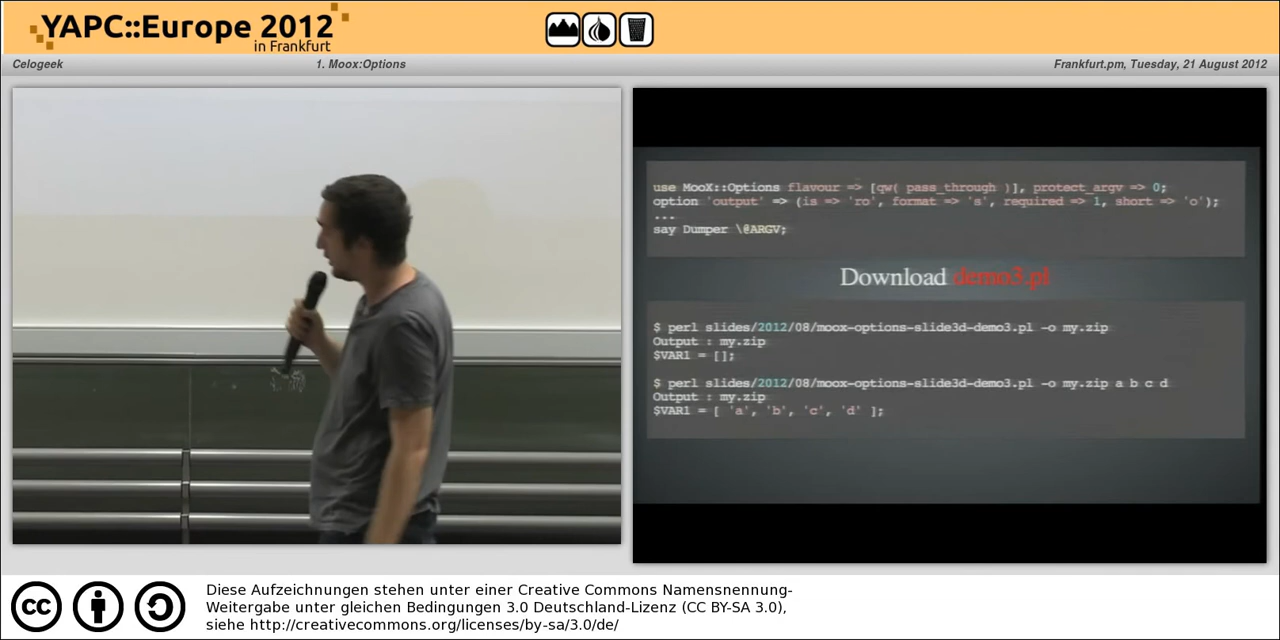 YAPC::Europe 2012
in Frankfurt
Celogeek
1. Moox:Options
Frankfurt.pm, Tuesday, 21 August 2012
use MooX::Options flavour => [qw( pass_through )], protect_argv => 0;
option 'output' => (is => 'ro', format => 's', required => 1, short => 'o');
...
say Dumper \@ARGV;
Download demo3.pl
$ perl slides/2012/08/moox-options-slide3d-demo3.pl -o my.zip
Output : my.zip
$VAR1 = [];
$ perl slides/2012/08/moox-options-slide3d-demo3.pl -o my.zip a b c d
Output : my.zip
$VAR1 = [ 'a', 'b', 'c', 'd' ];
cc
Diese Aufzeichnungen stehen unter einer Creative Commons Namensnennung-
Weitergabe unter gleichen Bedingungen 3.0 Deutschland-Lizenz (CC BY-SA 3.0),
siehe http://creativecommons.org/licenses/by-sa/3.0/de/